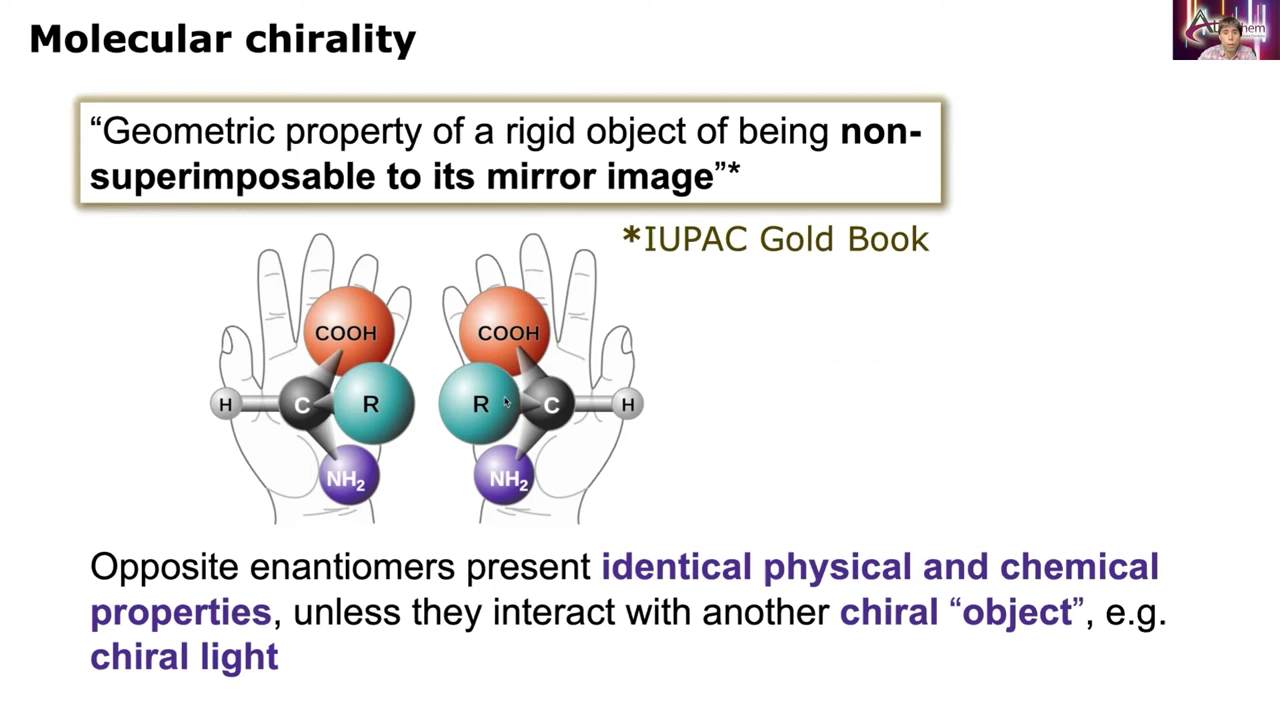 Molecular chirality
“Geometric property of a rigid object of being non-
superimposable to its mirror image”*
*IUPAC Gold Book
COOH
COOH
H
C
R
R
C
H
NH₂
NH₂
Opposite enantiomers present identical physical and chemical
properties, unless they interact with another chiral “object”, e.g.
chiral light